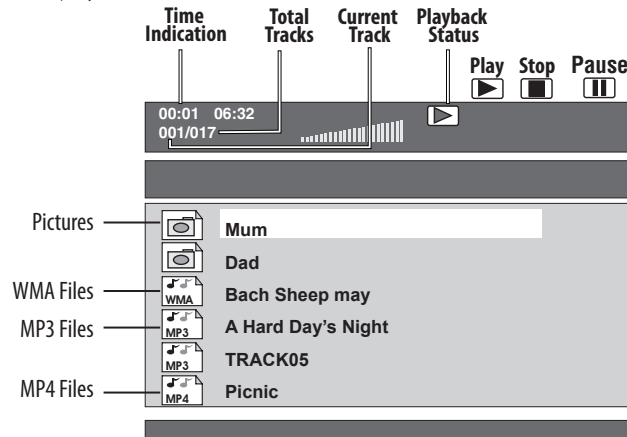 Time Indication
Total Tracks
Current Track
Playback Status
Play Stop Pause
00:01 06:32
001/017
Pictures
Mum
Dad
WMA Files
WMA
Bach Sheep may
MP3 Files
MP3
A Hard Day's Night
MP3
TRACK05
MP4 Files
MP4
Picnic